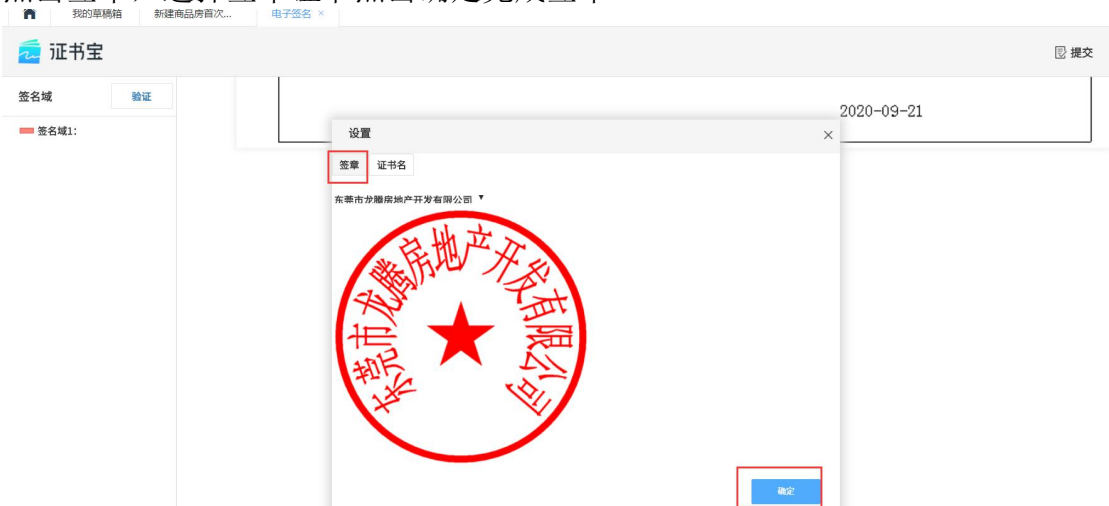 我的草稿箱 新建商品房首次... 电子签名 ×
证书宝 提交
签名域 验证
2020-09-21
签名域1:
设置 ×
签章 证书名
东莞市龙腾房地产开发有限公司 ▼
东莞市龙腾房地产开发有限公司
确定